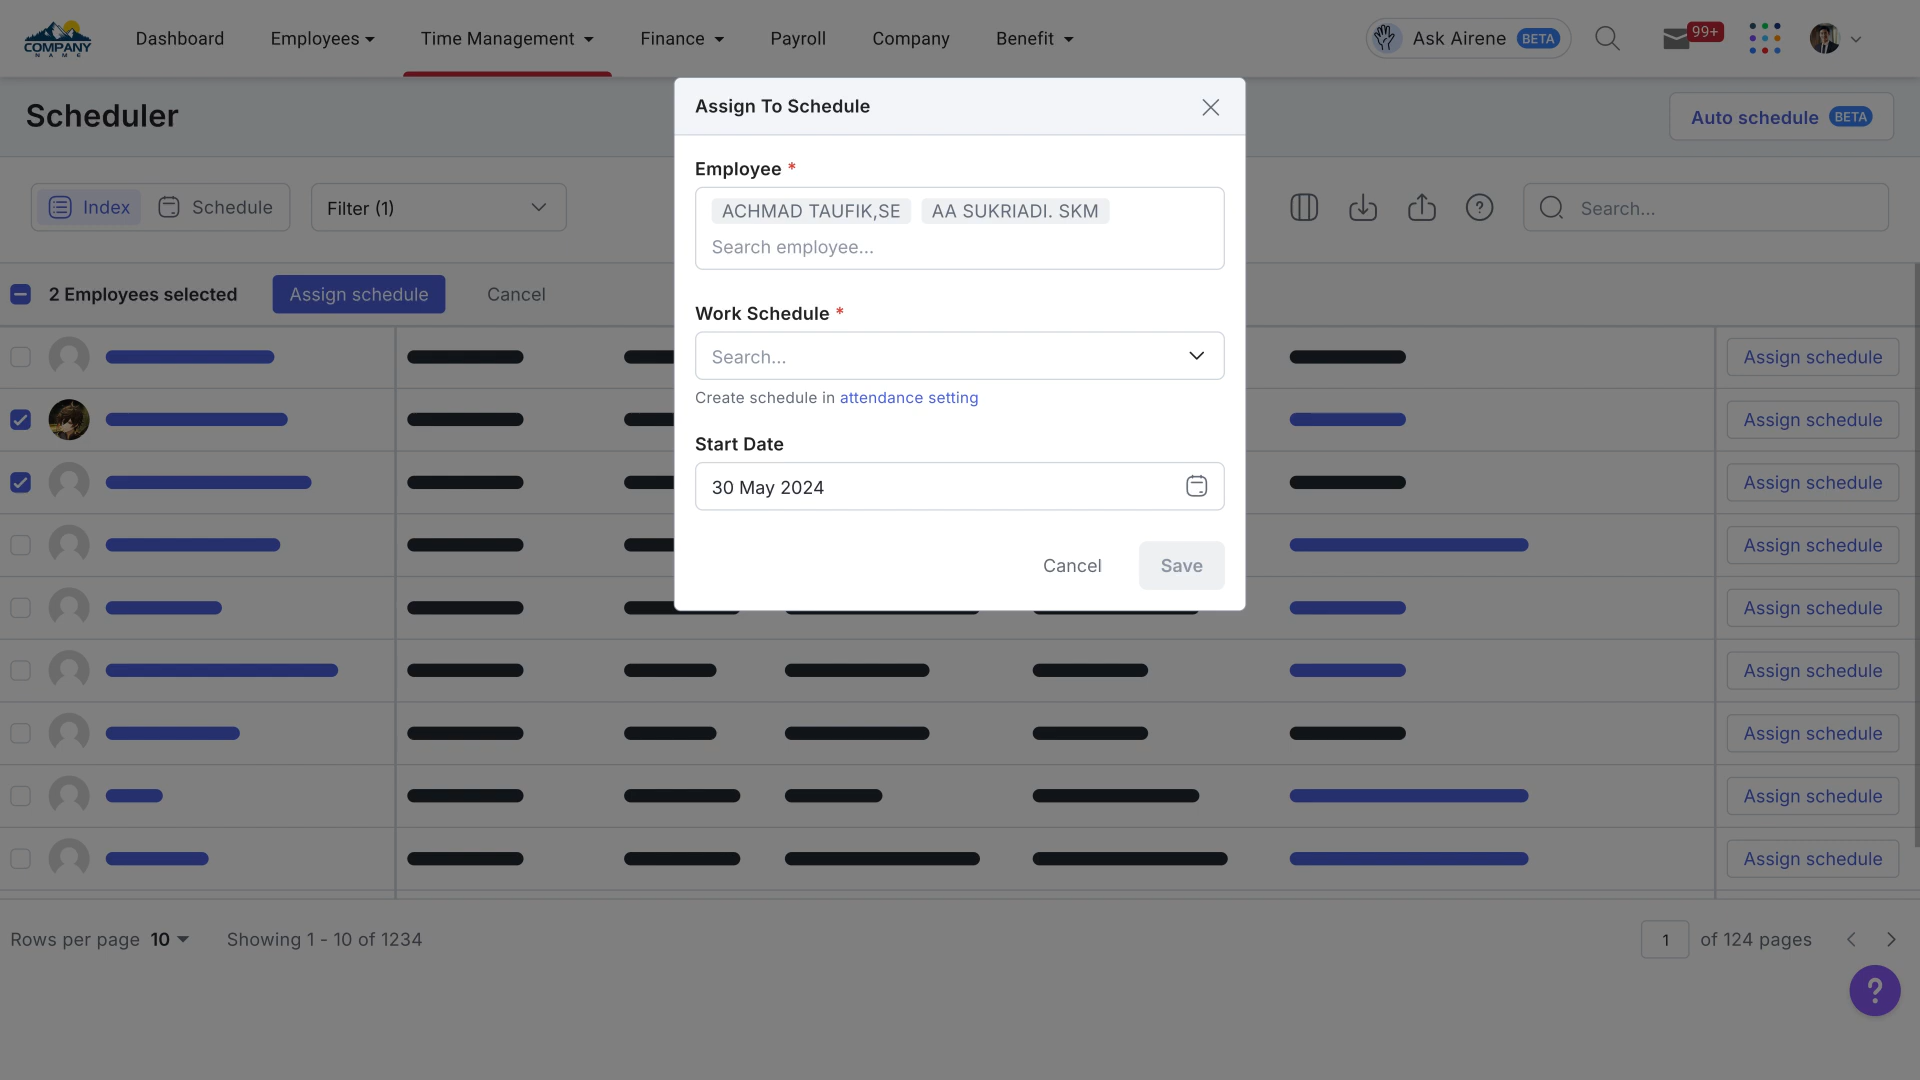 COMPANY
NAME
Dashboard
Employees
Time Management
Finance
Payroll
Company
Benefit
Ask Airene BETA
99+
Scheduler
Auto schedule BETA
Index
Schedule
Filter (1)
Search...
2 Employees selected
Assign schedule
Cancel
Assign To Schedule
Employee *
ACHMAD TAUFIK,SE AA SUKRIADI. SKM
Search employee...
Work Schedule *
Search...
Create schedule in attendance setting
Start Date
30 May 2024
Cancel
Save
Assign schedule
Assign schedule
Assign schedule
Assign schedule
Assign schedule
Assign schedule
Assign schedule
Assign schedule
Assign schedule
Rows per page 10
Showing 1 - 10 of 1234
1 of 124 pages
?